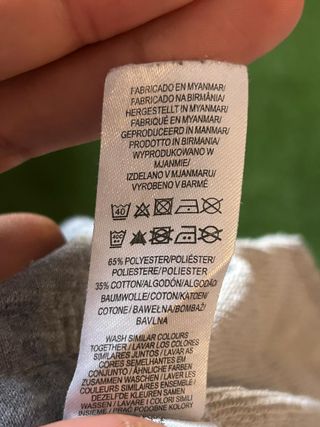 FABRICADO EN MYANMAR/
FABRICADO NA BIRMÂNIA/
HERGESTELLT IN MYANMAR/
FABRIQUÉ EN MYANMAR/
GEPRODUCEERD IN MANMAR/
PRODOTTO IN BIRMANIA/
WYPRODUKOWANO W
MJANMIE/
IZDELANO V MJANMARU/
VYROBENO V BARMĚ
40
40C
65% POLYESTER/POLIÉSTER/
POLIESTERE/POLIESTER
35% COTTON/ALGODÓN/ALGODÃO
BAUMWOLLE/COTON/KATOEN/
COTONE/BAWEŁNA/BOMBAŽ/
BAVLNA
WASH SIMILAR COLOURS
TOGETHER / LAVAR LOS COLORES
SIMILARES JUNTOS / LAVAR AS
CORES SEMELHANTES EM
CONJUNTO / ÄHNLICHE FARBEN
ZUSAMMEN WASCHEN / LAVER LES
COULEURS SIMILAIRES ENSEMBLE /
DEZELFDE KLEUREN SAMEN
WASSEN / LAVARE I COLORI SIMILI
INSIEME / PRAĆ PODOBNE KOLORY